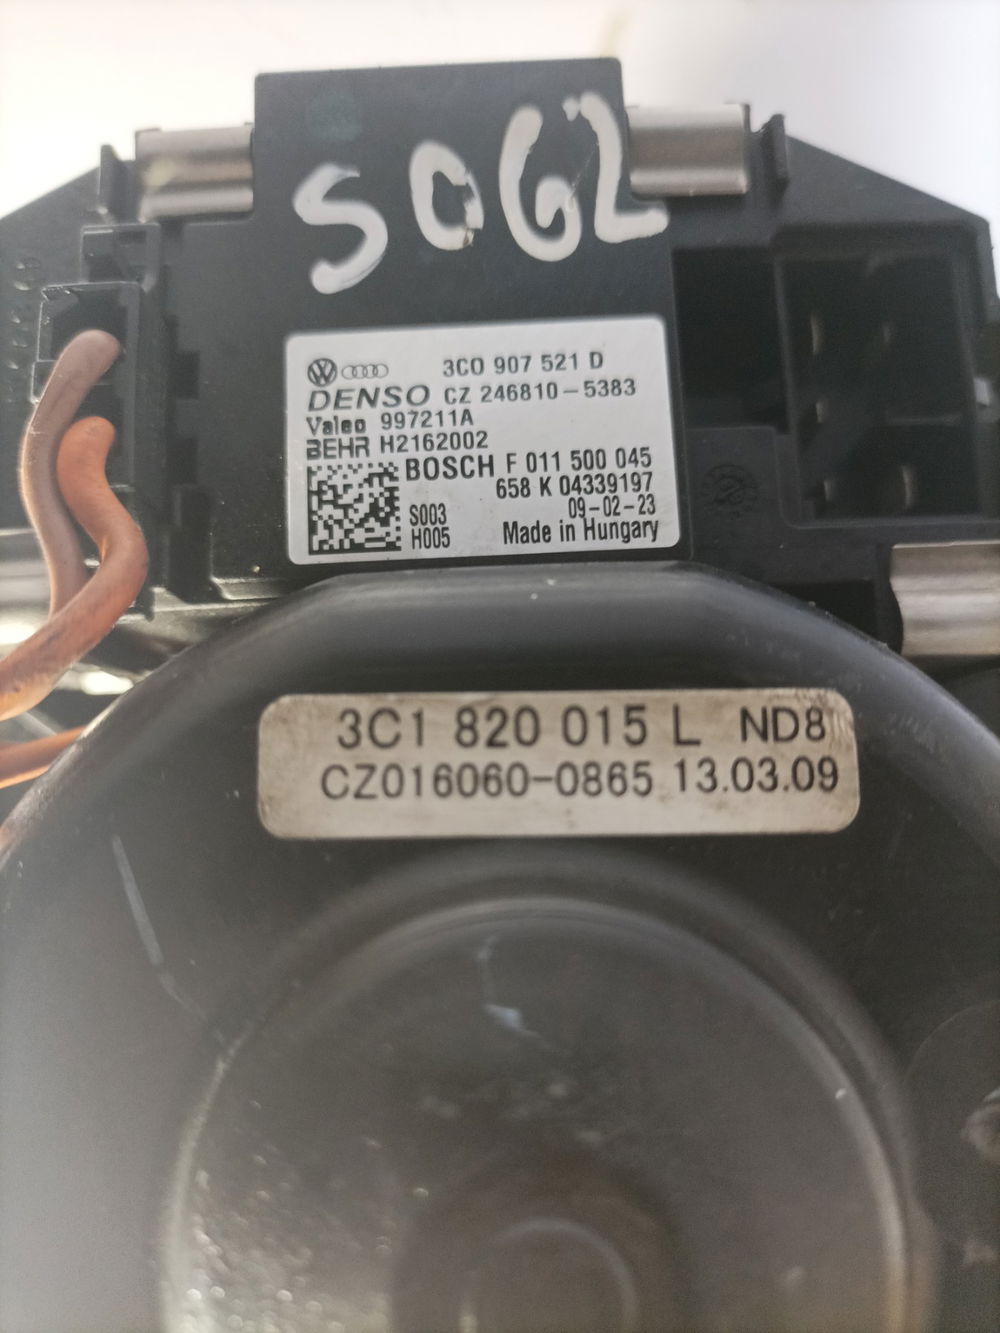 SOGL
3C0 907 521 D
DENSO CZ 246810-5383
Valeo 997211A
BEHR H2162002
BOSCH F 011 500 045
658 K 04339197
09-02-23
S003
H005
Made in Hungary
3C1 820 015 L ND8
CZ016060-0865 13.03.09